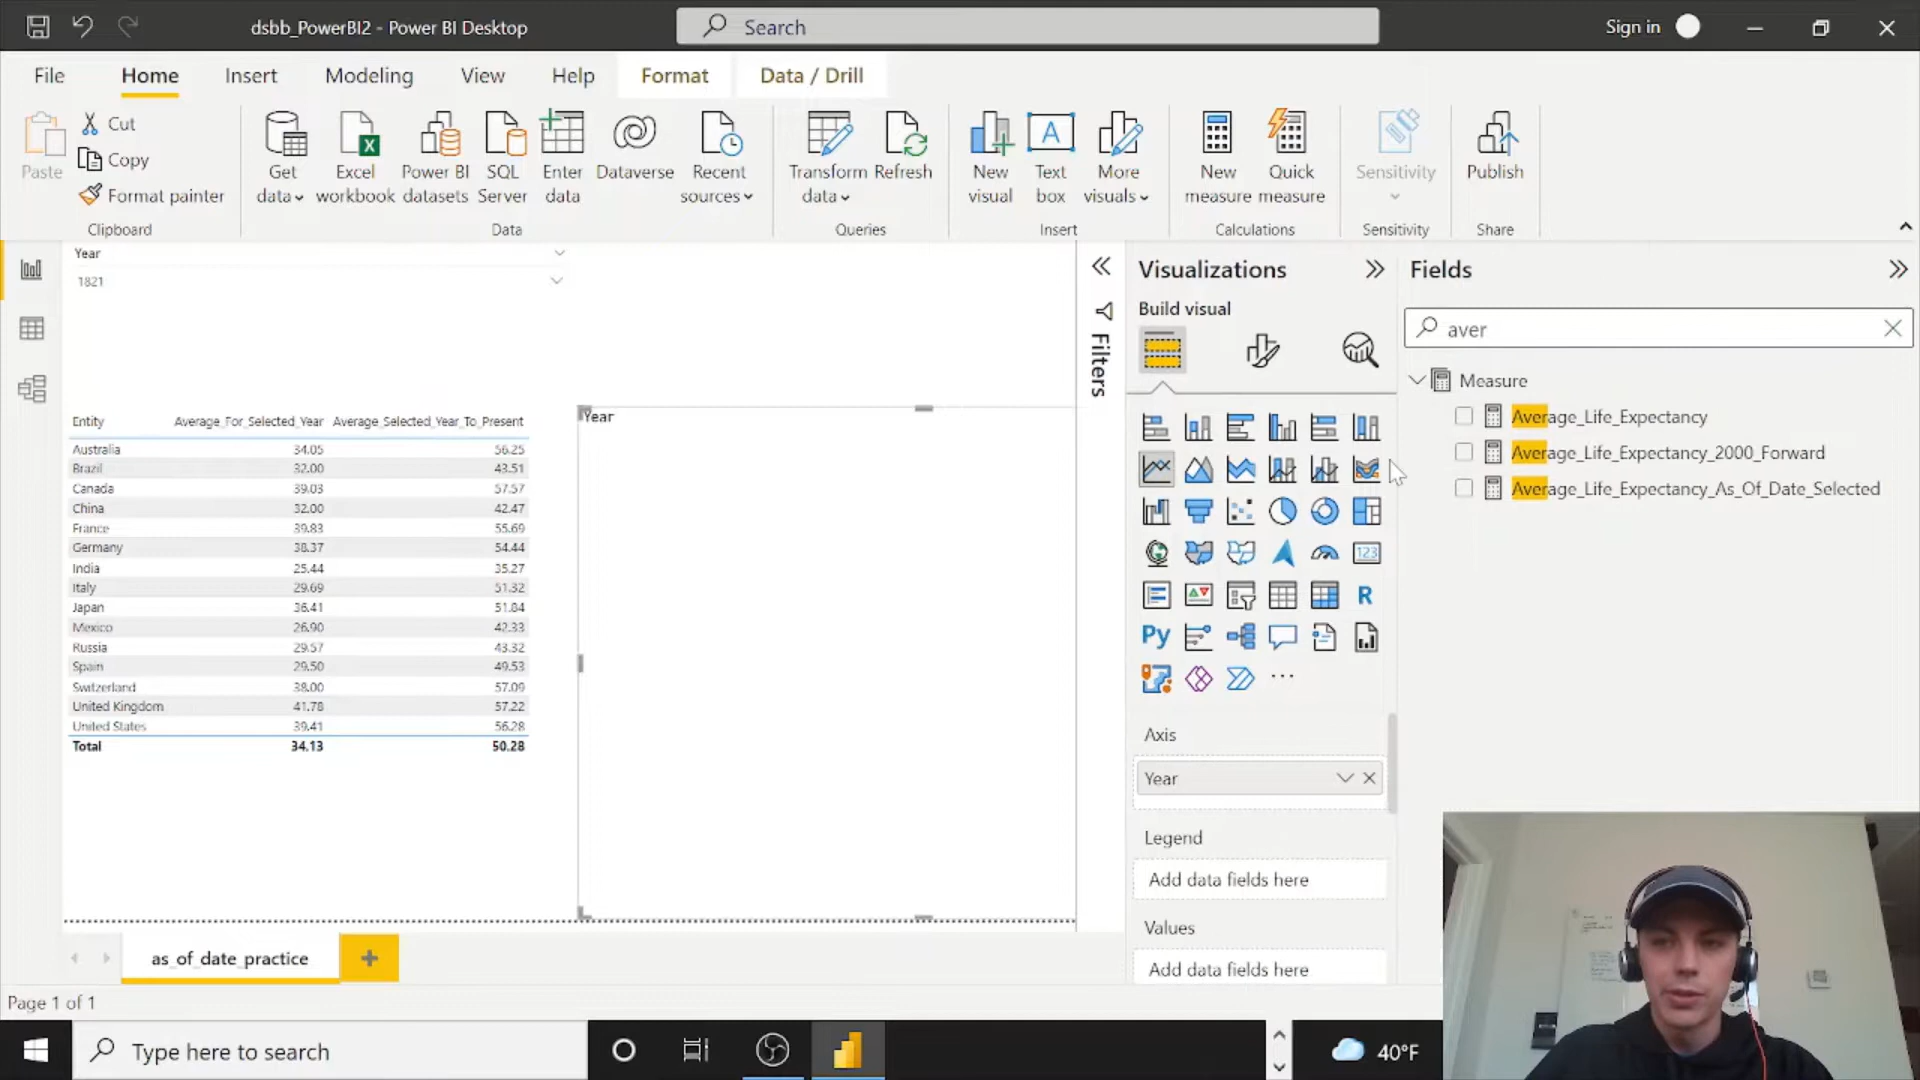 dsbb_PowerBI2 - Power BI Desktop
Search
Sign in
File Home Insert Modeling View Help Format Data / Drill
Paste
Cut
Copy
Format painter
Clipboard
Get data
Excel workbook
Power BI datasets
SQL Server
Enter data
Dataverse
Recent sources
Data
Transform data
Refresh
Queries
New visual
Text box
More visuals
Insert
New measure
Quick measure
Calculations
Sensitivity
Sensitivity
Publish
Share
Year
1821
Entity Average_For_Selected_Year Average_Selected_Year_To_Present
Australia 34.05 56.25
Brazil 32.00 43.51
Canada 39.03 57.57
China 32.00 42.47
France 39.83 55.69
Germany 38.37 54.44
India 25.44 35.27
Italy 29.69 51.32
Japan 36.41 51.84
Mexico 26.90 42.33
Russia 29.57 43.32
Spain 29.50 49.53
Switzerland 38.00 57.09
United Kingdom 41.78 57.22
United States 39.41 56.28
Total 34.13 50.28
Year
Filters
Visualizations
Build visual
123
R
Py
Axis
Year
Legend
Add data fields here
Values
Add data fields here
Fields
aver
Measure
Average_Life_Expectancy
Average_Life_Expectancy_2000_Forward
Average_Life_Expectancy_As_Of_Date_Selected
as_of_date_practice
Page 1 of 1
Type here to search
40°F